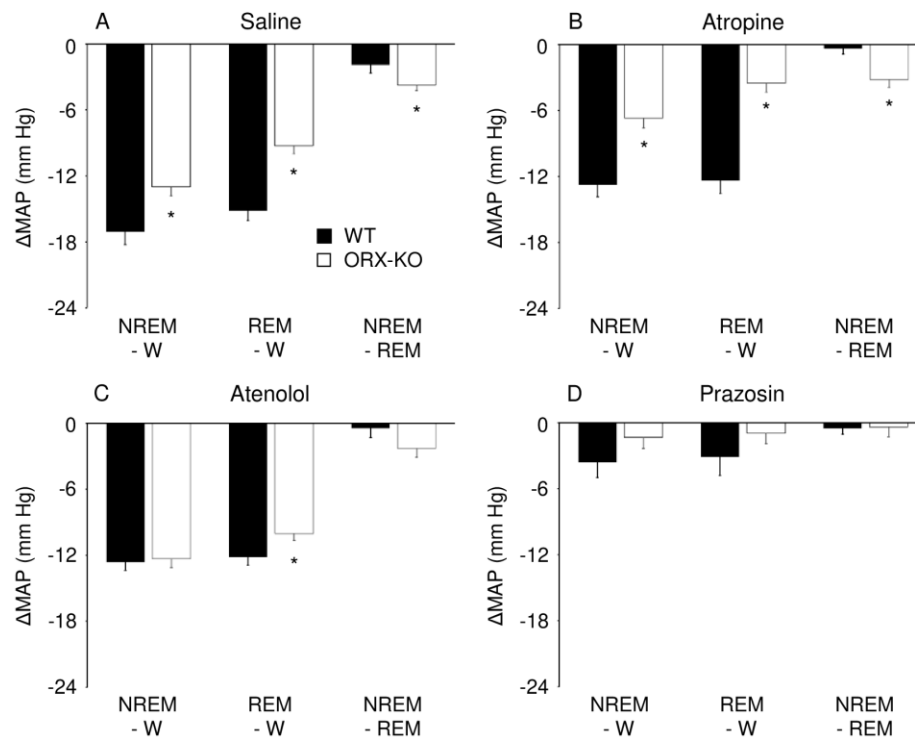 A Saline
0
-6
-12
-18
-24
ΔMAP (mm Hg)
*
*
*
WT
ORX-KO
NREM REM NREM
- W - W - REM
B Atropine
0
-6
-12
-18
-24
ΔMAP (mm Hg)
*
*
*
NREM REM NREM
- W - W - REM
C Atenolol
0
-6
-12
-18
-24
ΔMAP (mm Hg)
*
NREM REM NREM
- W - W - REM
D Prazosin
0
-6
-12
-18
-24
ΔMAP (mm Hg)
NREM REM NREM
- W - W - REM